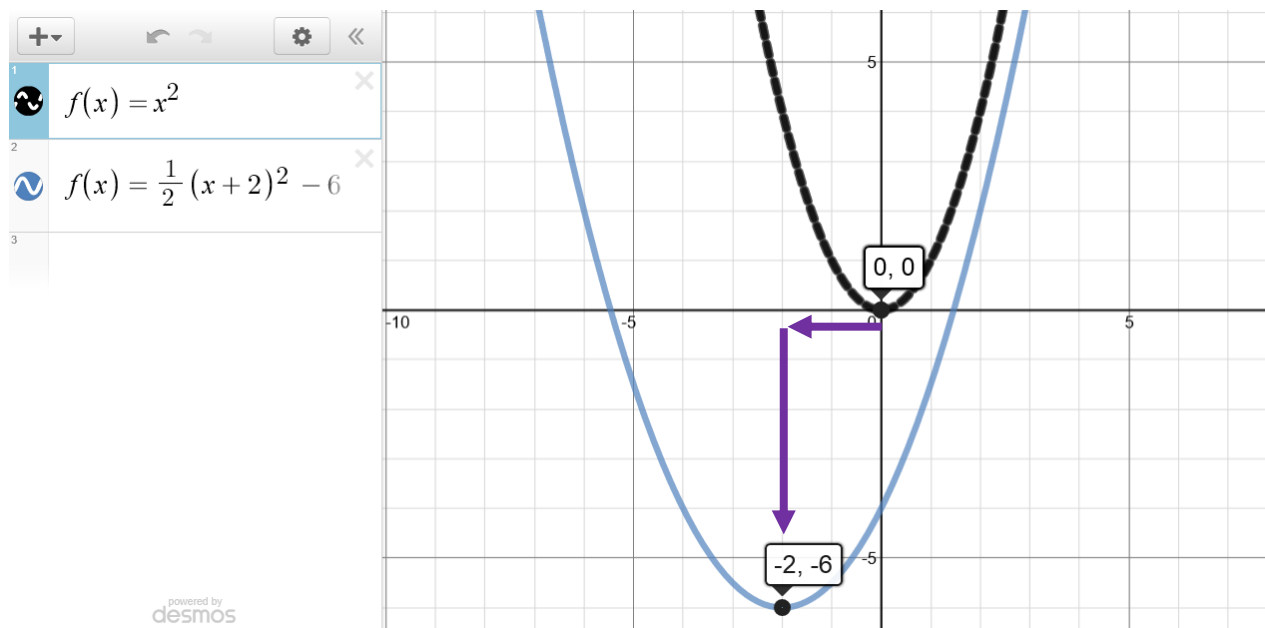 1
f(x) = x²
2
f(x) = 1/2 (x + 2)² − 6
3
powered by
desmos
5
0, 0
-10
-5
0
5
-5
-2, -6